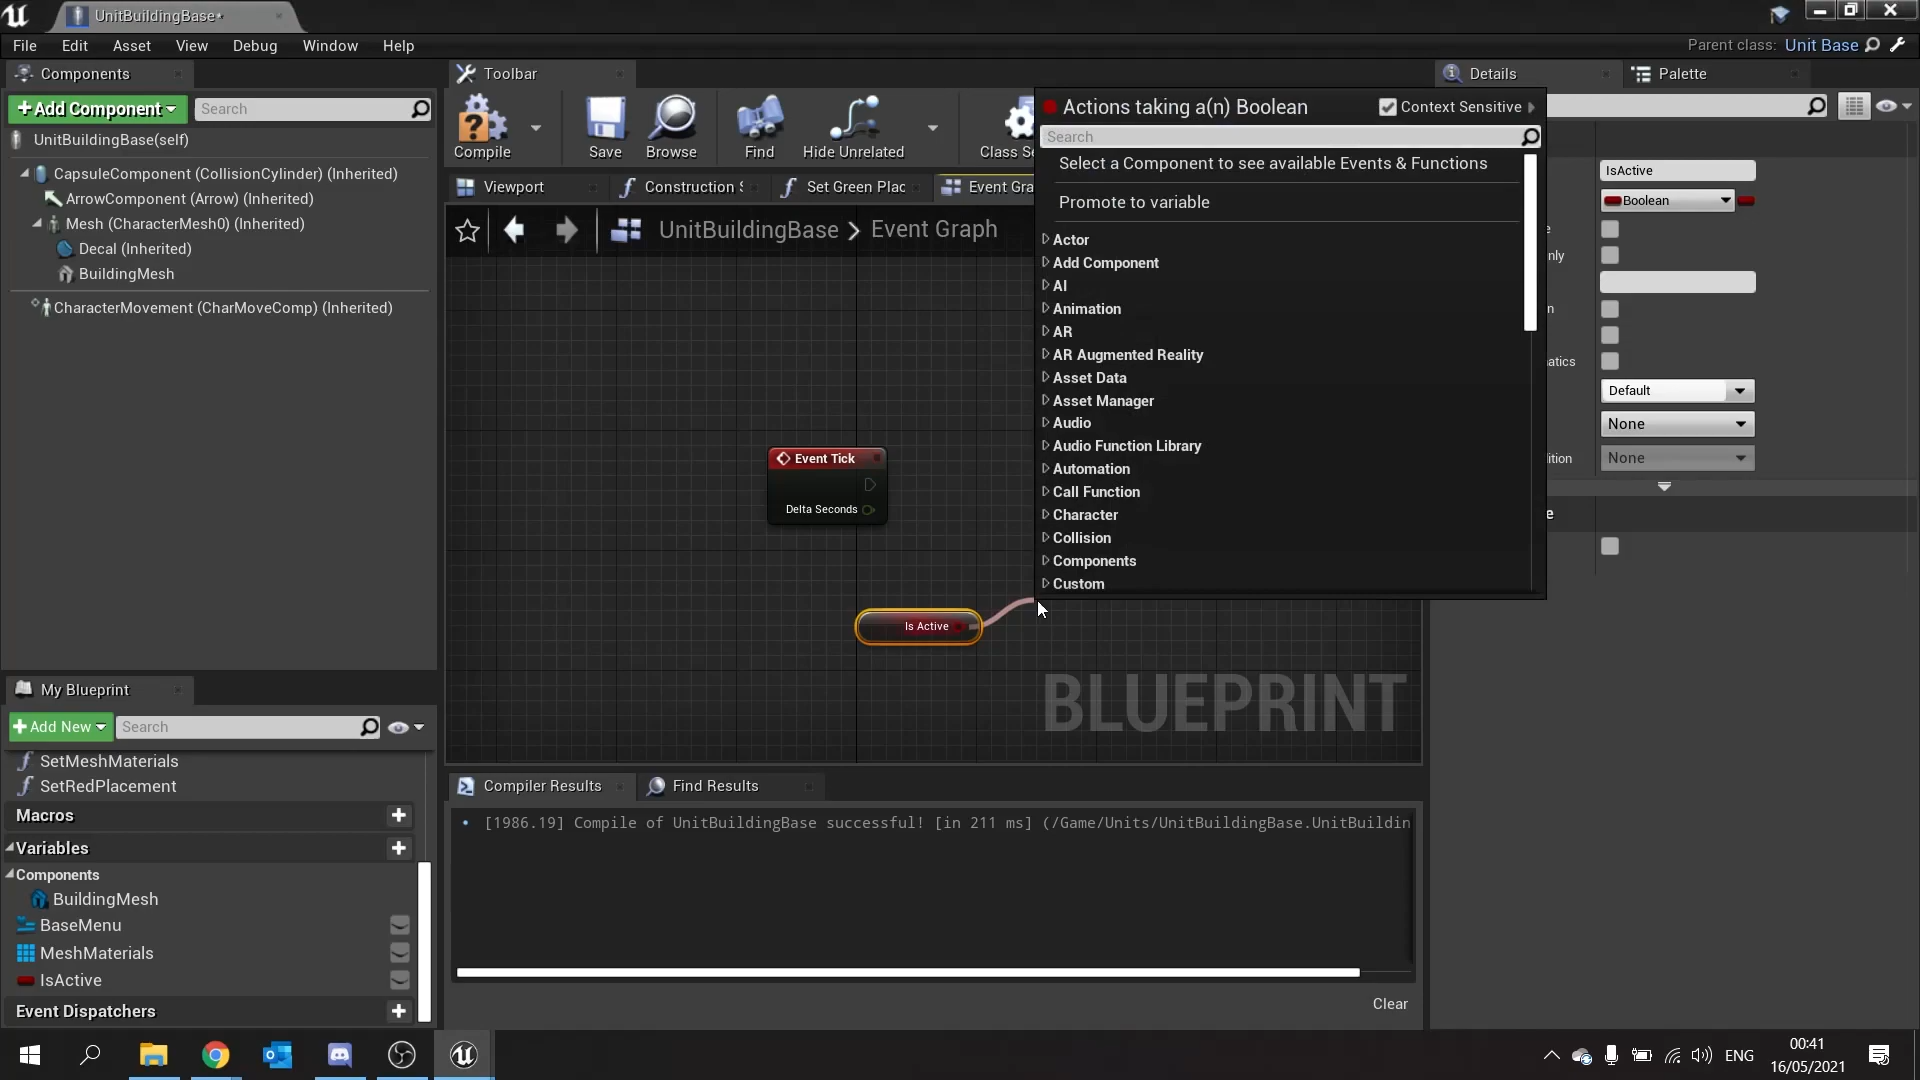 UnitBuildingBase*
File Edit Asset View Debug Window Help
Parent class: Unit Base
Components
Add Component
Search
UnitBuildingBase(self)
CapsuleComponent (CollisionCylinder) (Inherited)
ArrowComponent (Arrow) (Inherited)
Mesh (CharacterMesh0) (Inherited)
Decal (Inherited)
BuildingMesh
CharacterMovement (CharMoveComp) (Inherited)
My Blueprint
Add New
Search
SetMeshMaterials
SetRedPlacement
Macros
Variables
Components
BuildingMesh
BaseMenu
MeshMaterials
IsActive
Event Dispatchers
Toolbar
Compile Save Browse Find Hide Unrelated Class Se
Viewport Construction S Set Green Plac Event Gra
UnitBuildingBase > Event Graph
Event Tick
Delta Seconds
Is Active
BLUEPRINT
Actions taking a(n) Boolean Context Sensitive
Search
Select a Component to see available Events & Functions
Promote to variable
Actor
Add Component
AI
Animation
AR
AR Augmented Reality
Asset Data
Asset Manager
Audio
Audio Function Library
Automation
Call Function
Character
Collision
Components
Custom
Compiler Results Find Results
[1986.19] Compile of UnitBuildingBase successful! [in 211 ms] (/Game/Units/UnitBuildingBase.UnitBuildin
Clear
Details Palette
IsActive
Boolean
e
nly
n
atics
Default
None
ition None
e
ENG
00:41
16/05/2021